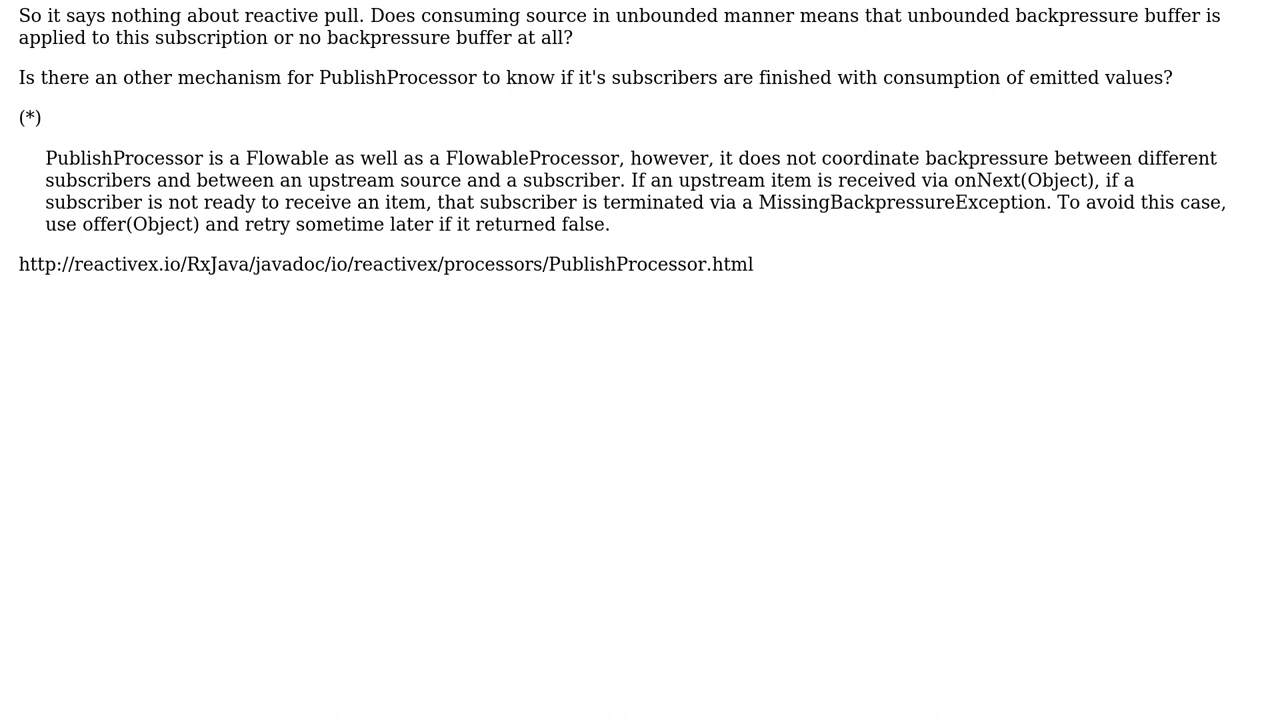 So it says nothing about reactive pull. Does consuming source in unbounded manner means that unbounded backpressure buffer is
applied to this subscription or no backpressure buffer at all?
Is there an other mechanism for PublishProcessor to know if it's subscribers are finished with consumption of emitted values?
(*)
PublishProcessor is a Flowable as well as a FlowableProcessor, however, it does not coordinate backpressure between different
subscribers and between an upstream source and a subscriber. If an upstream item is received via onNext(Object), if a
subscriber is not ready to receive an item, that subscriber is terminated via a MissingBackpressureException. To avoid this case,
use offer(Object) and retry sometime later if it returned false.
http://reactivex.io/RxJava/javadoc/io/reactivex/processors/PublishProcessor.html